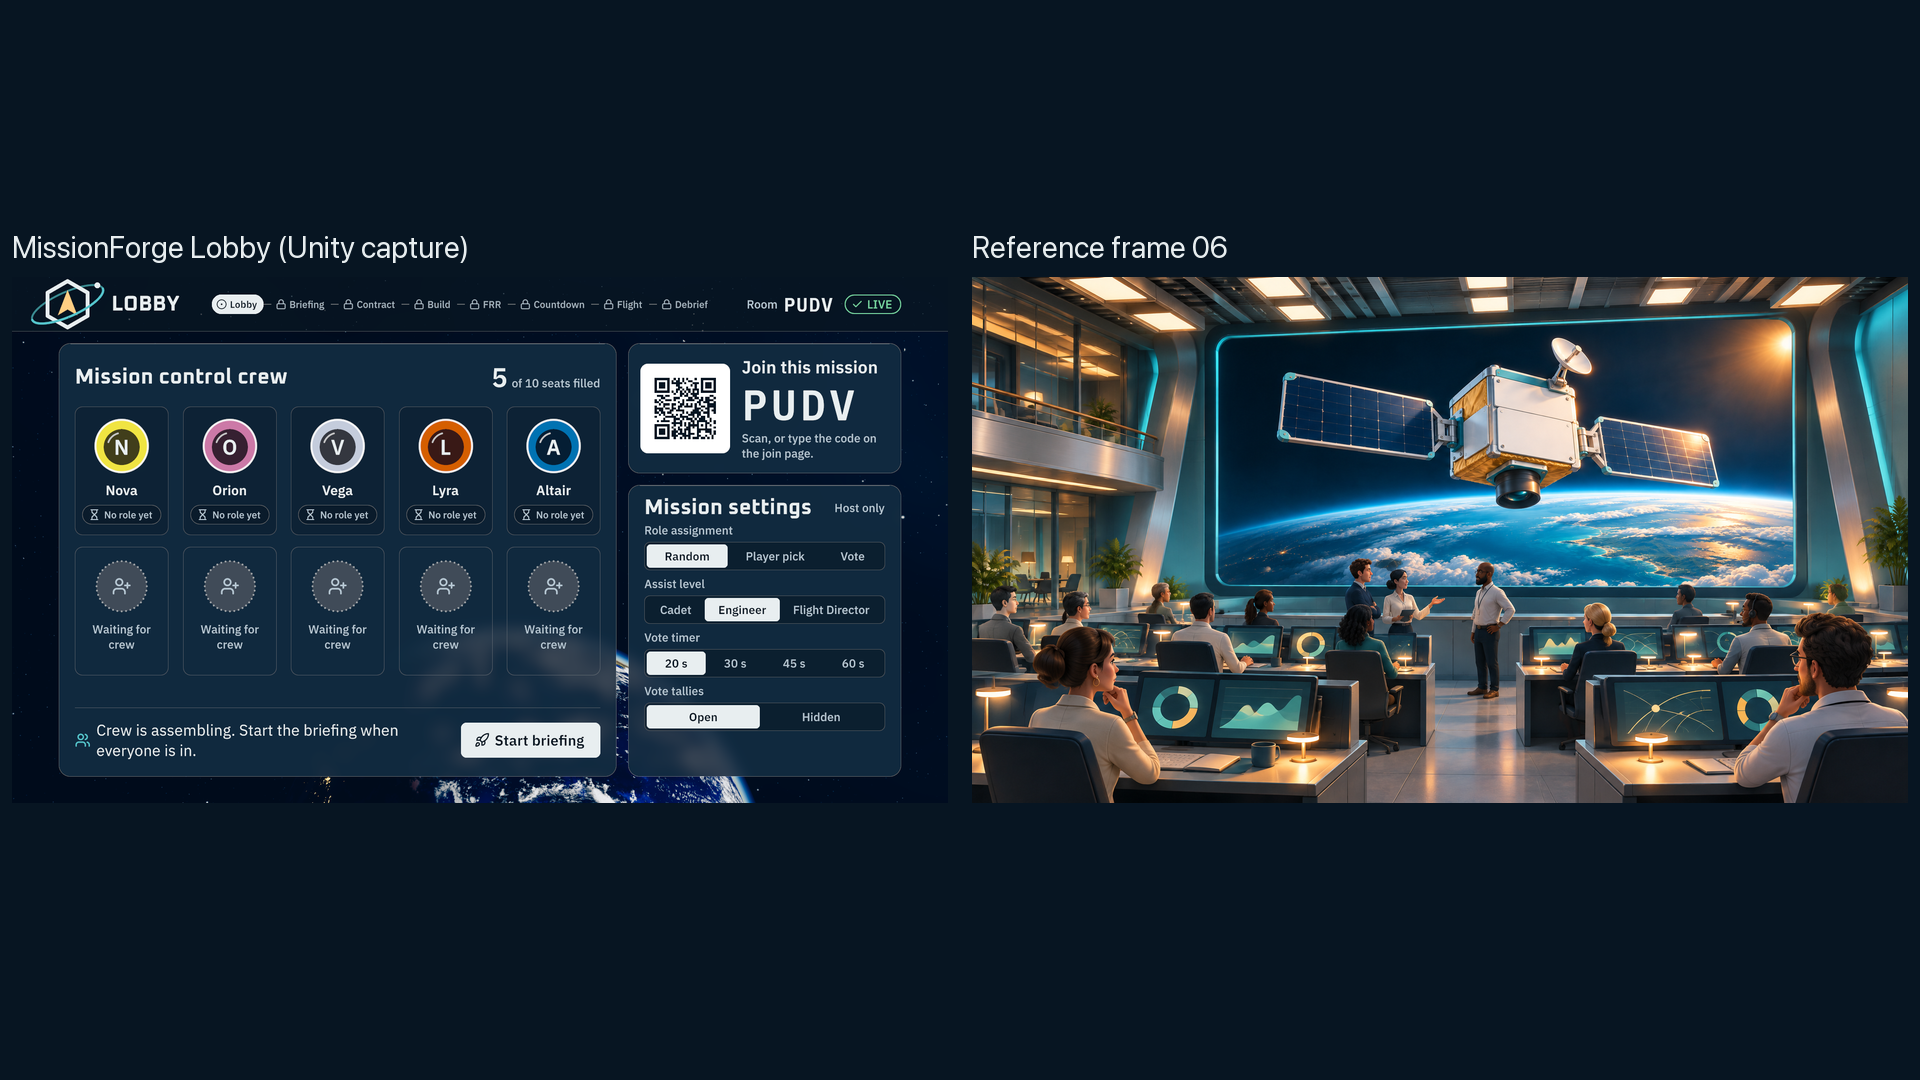 MissionForge Lobby (Unity capture)
Reference frame 06
LOBBY
Lobby
Briefing
Contract
Build
FRR
Countdown
Flight
Debrief
Room PUDV
LIVE
Mission control crew
5 of 10 seats filled
N
O
V
L
A
Nova
Orion
Vega
Lyra
Altair
No role yet
No role yet
No role yet
No role yet
No role yet
Waiting for
crew
Waiting for
crew
Waiting for
crew
Waiting for
crew
Waiting for
crew
Crew is assembling. Start the briefing when
everyone is in.
Start briefing
Join this mission
PUDV
Scan, or type the code on
the join page.
Mission settings
Host only
Role assignment
Random
Player pick
Vote
Assist level
Cadet
Engineer
Flight Director
Vote timer
20 s
30 s
45 s
60 s
Vote tallies
Open
Hidden